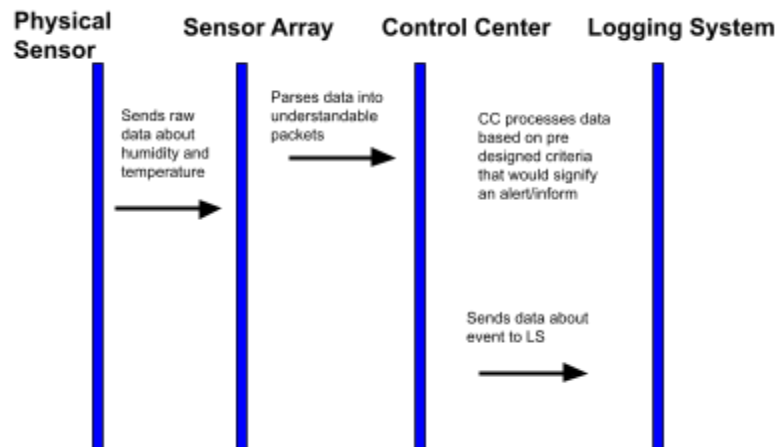 Physical
Sensor
Sensor Array
Control Center
Logging System
Sends raw
data about
humidity and
temperature
Parses data into
understandable
packets
CC processes data
based on pre
designed criteria
that would signify
an alert/inform
Sends data about
event to LS